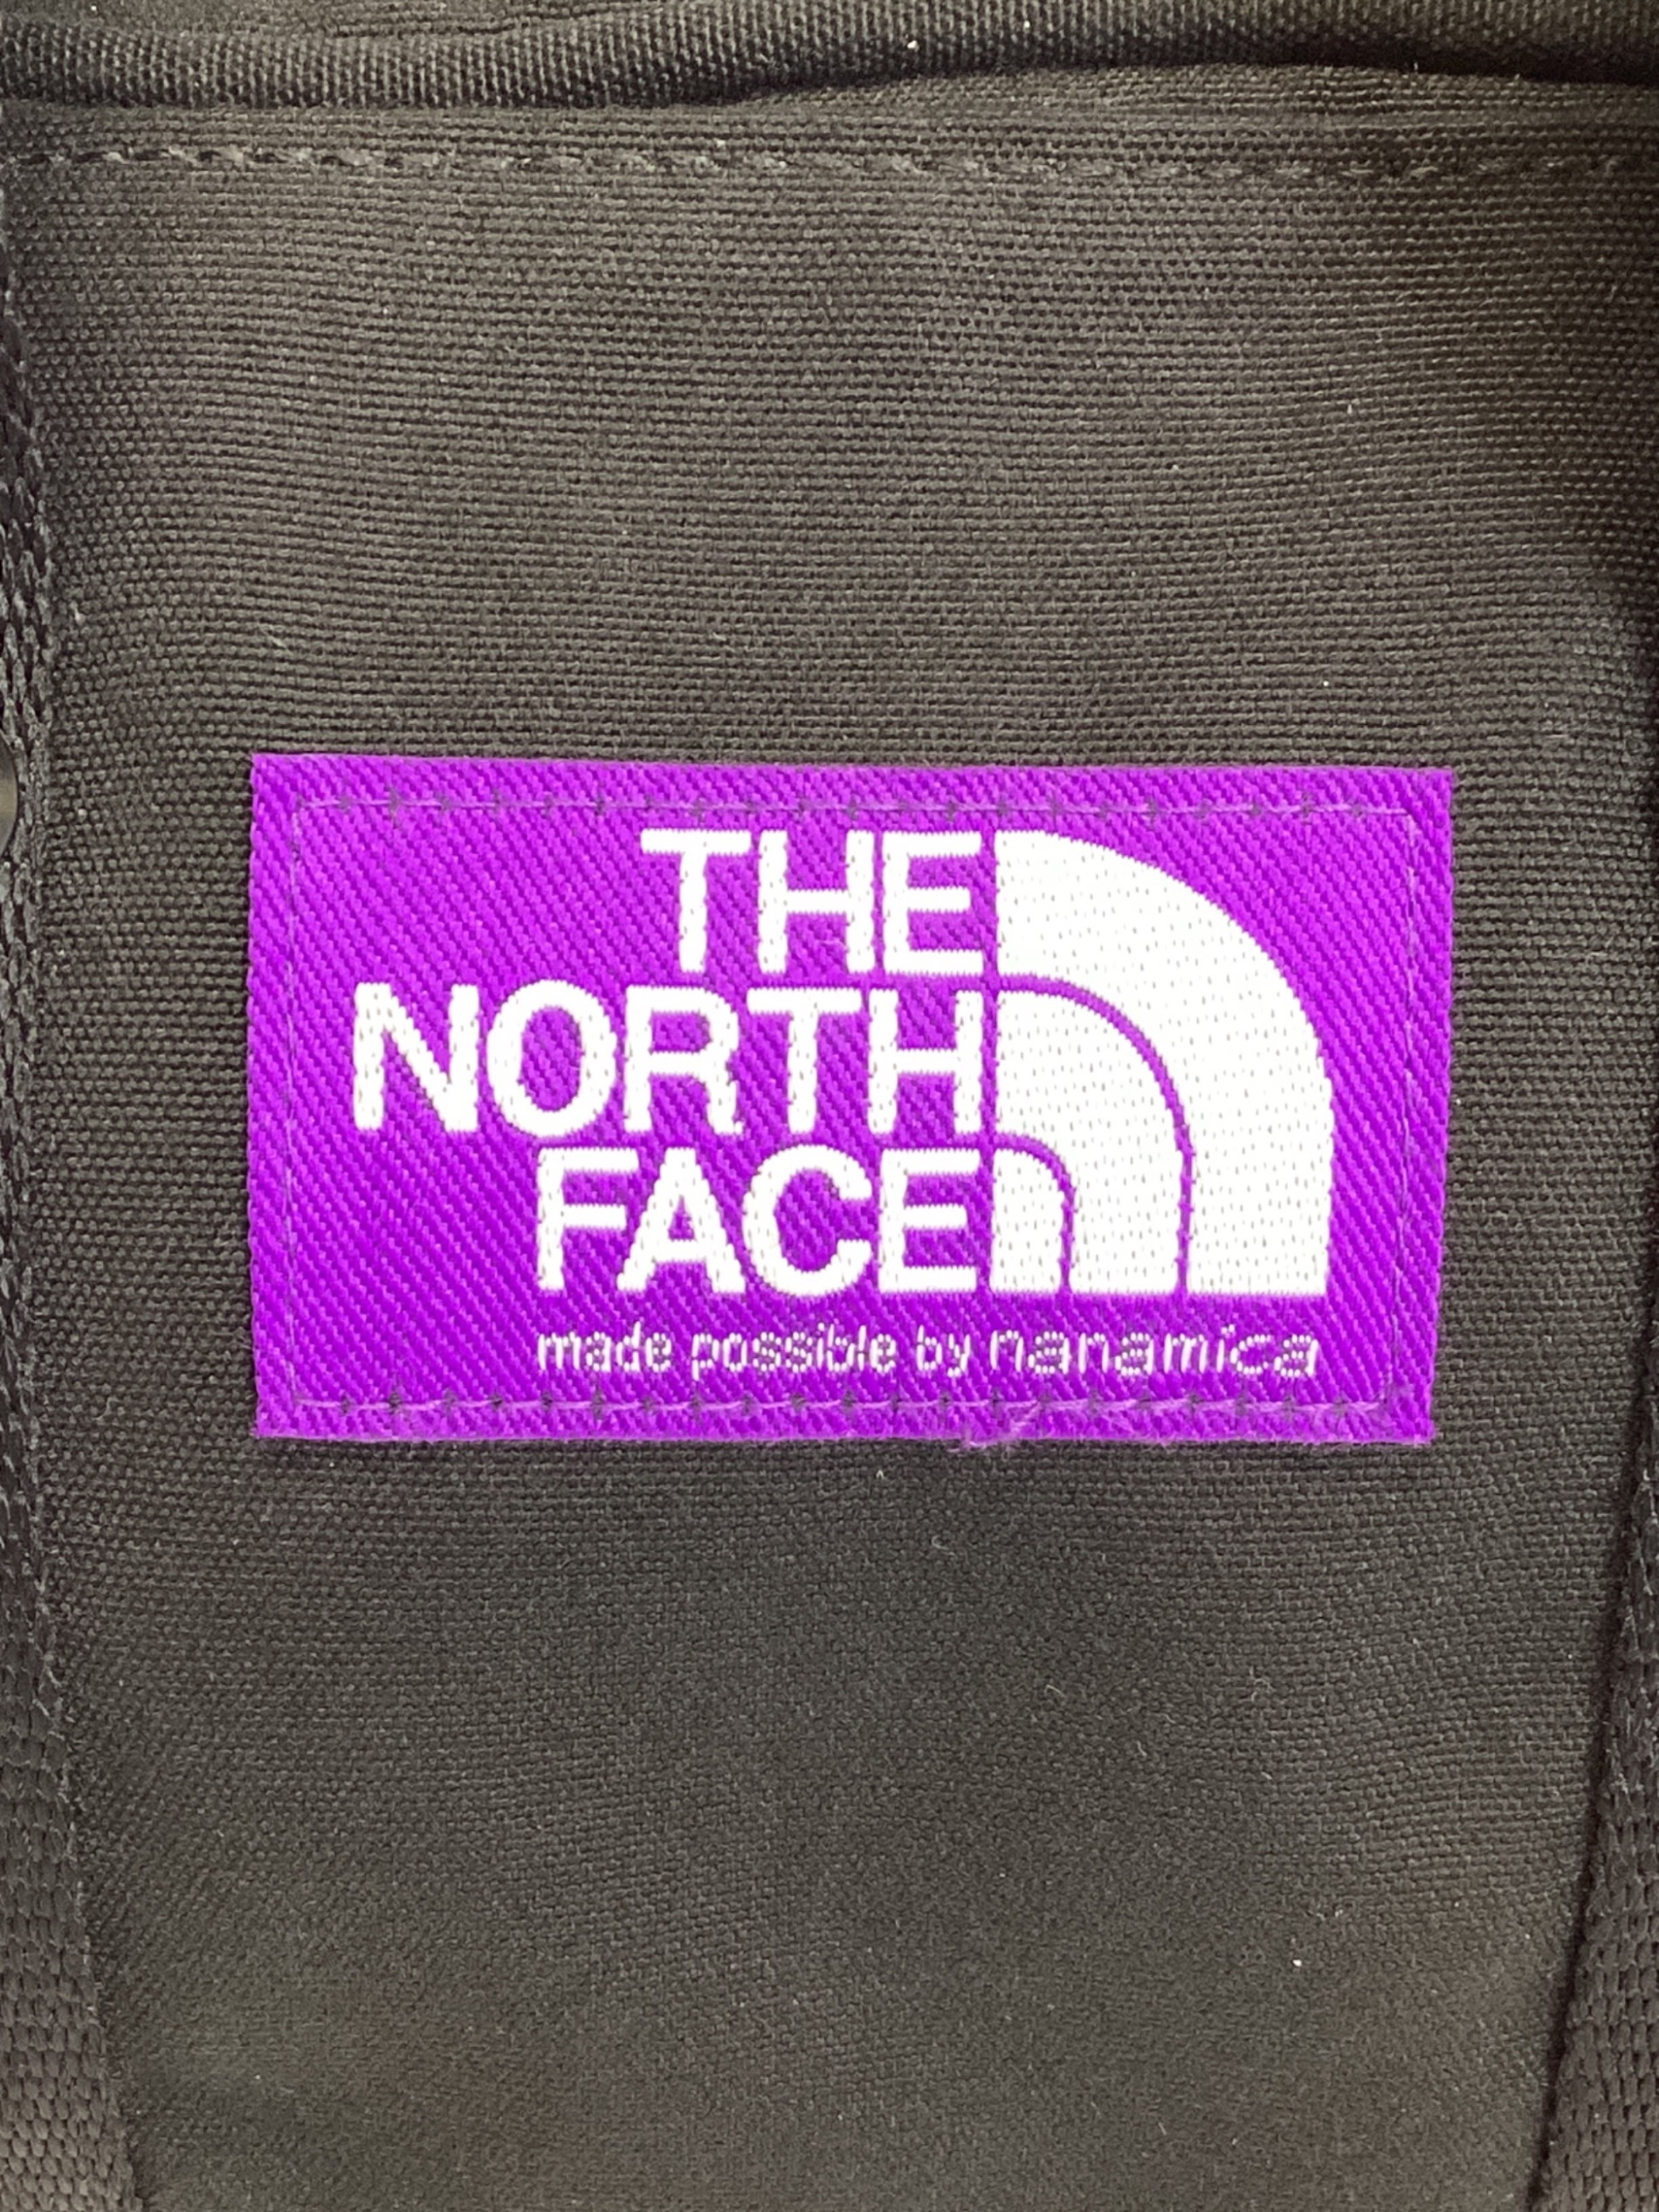 THE
NORTH
FACE
made possible by nanamica